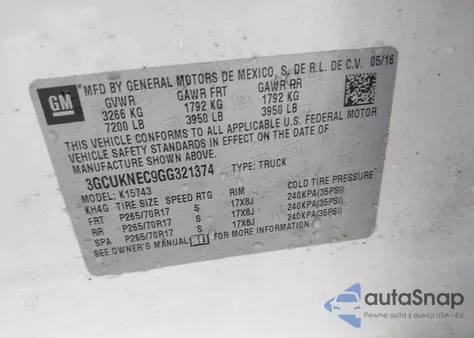 GM
*MFD BY GENERAL MOTORS DE MEXICO, S. DE R.L. DE C.V. 05/16
GVWR GAWR FRT GAWR RR
3266 KG 1792 KG 1792 KG
7200 LB 3950 LB 3950 LB
THIS VEHICLE CONFORMS TO ALL APPLICABLE U.S. FEDERAL MOTOR
VEHICLE SAFETY STANDARDS IN EFFECT ON THE DATE OF
MANUFACTURE SHOWN ABOVE.
3GCUKNEC9GG321374 TYPE: TRUCK
MODEL: K15743
KH4G TIRE SIZE SPEED RTG RIM COLD TIRE PRESSURE
FRT P265/70R17 S 17X8J 240KPA(35PSI)
RR P265/70R17 S 17X8J 240KPA(35PSI)
SPA P265/70R17 S 17X8J 240KPA(35PSI)
SEE OWNER'S MANUAL FOR MORE INFORMATION.
autoSnap
Pewne auta z aukcji USA - EU